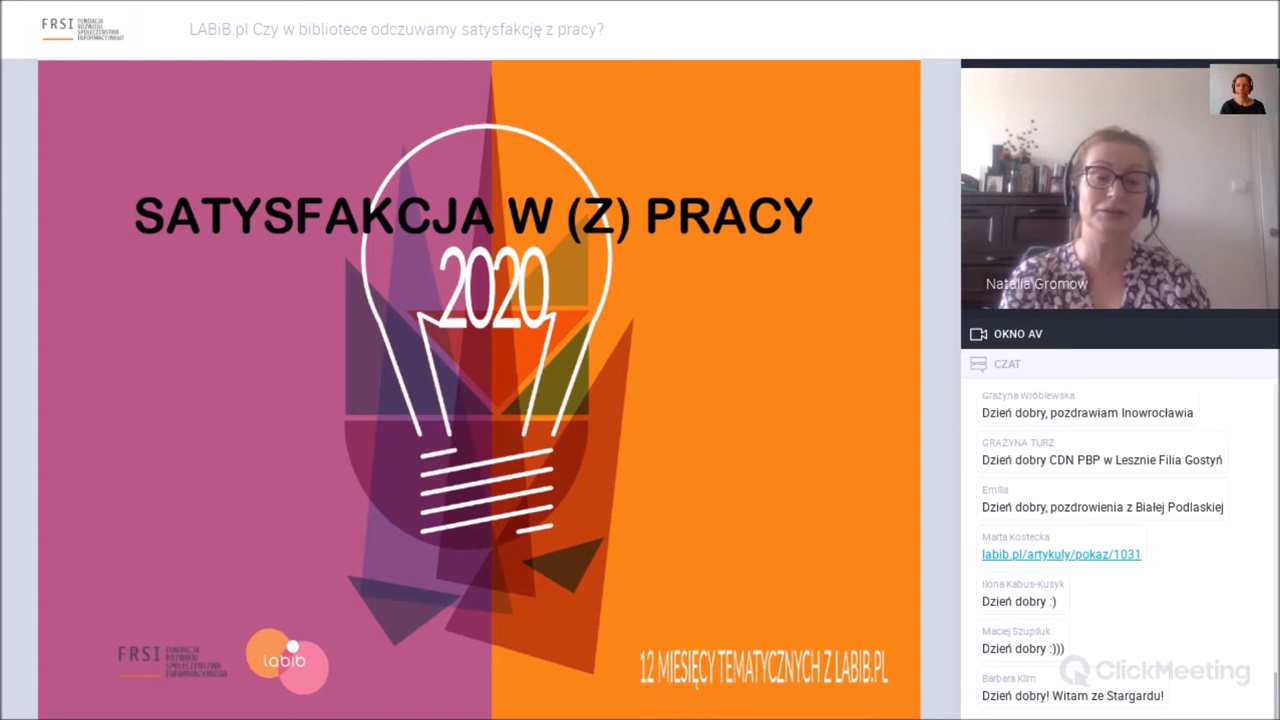 FRSI
FUNDACJA
ROZWOJU
SPOŁECZEŃSTWA
INFORMACYJNEGO
LABiB.pl Czy w bibliotece odczuwamy satysfakcję z pracy?
SATYSFAKCJA W (Z) PRACY
2020
FRSI
FUNDACJA
ROZWOJU
SPOŁECZEŃSTWA
INFORMACYJNEGO
labib
12 MIESIĘCY TEMATYCZNYCH Z LABIB.PL
Natalia Gromow
OKNO AV
CZAT
Grażyna Wróblewska
Dzień dobry, pozdrawiam Inowrocławia
GRAŻYNA TURZ
Dzień dobry CDN PBP w Lesznie Filia Gostyń
Emilia
Dzień dobry, pozdrowienia z Białej Podlaskiej
Marta Kostecka
labib.pl/artykuly/pokaz/1031
Ilona Kabus-Kusyk
Dzień dobry :)
Maciej Szupiluk
Dzień dobry :)))
ClickMeeting
Barbara Klim
Dzień dobry! Witam ze Stargardu!